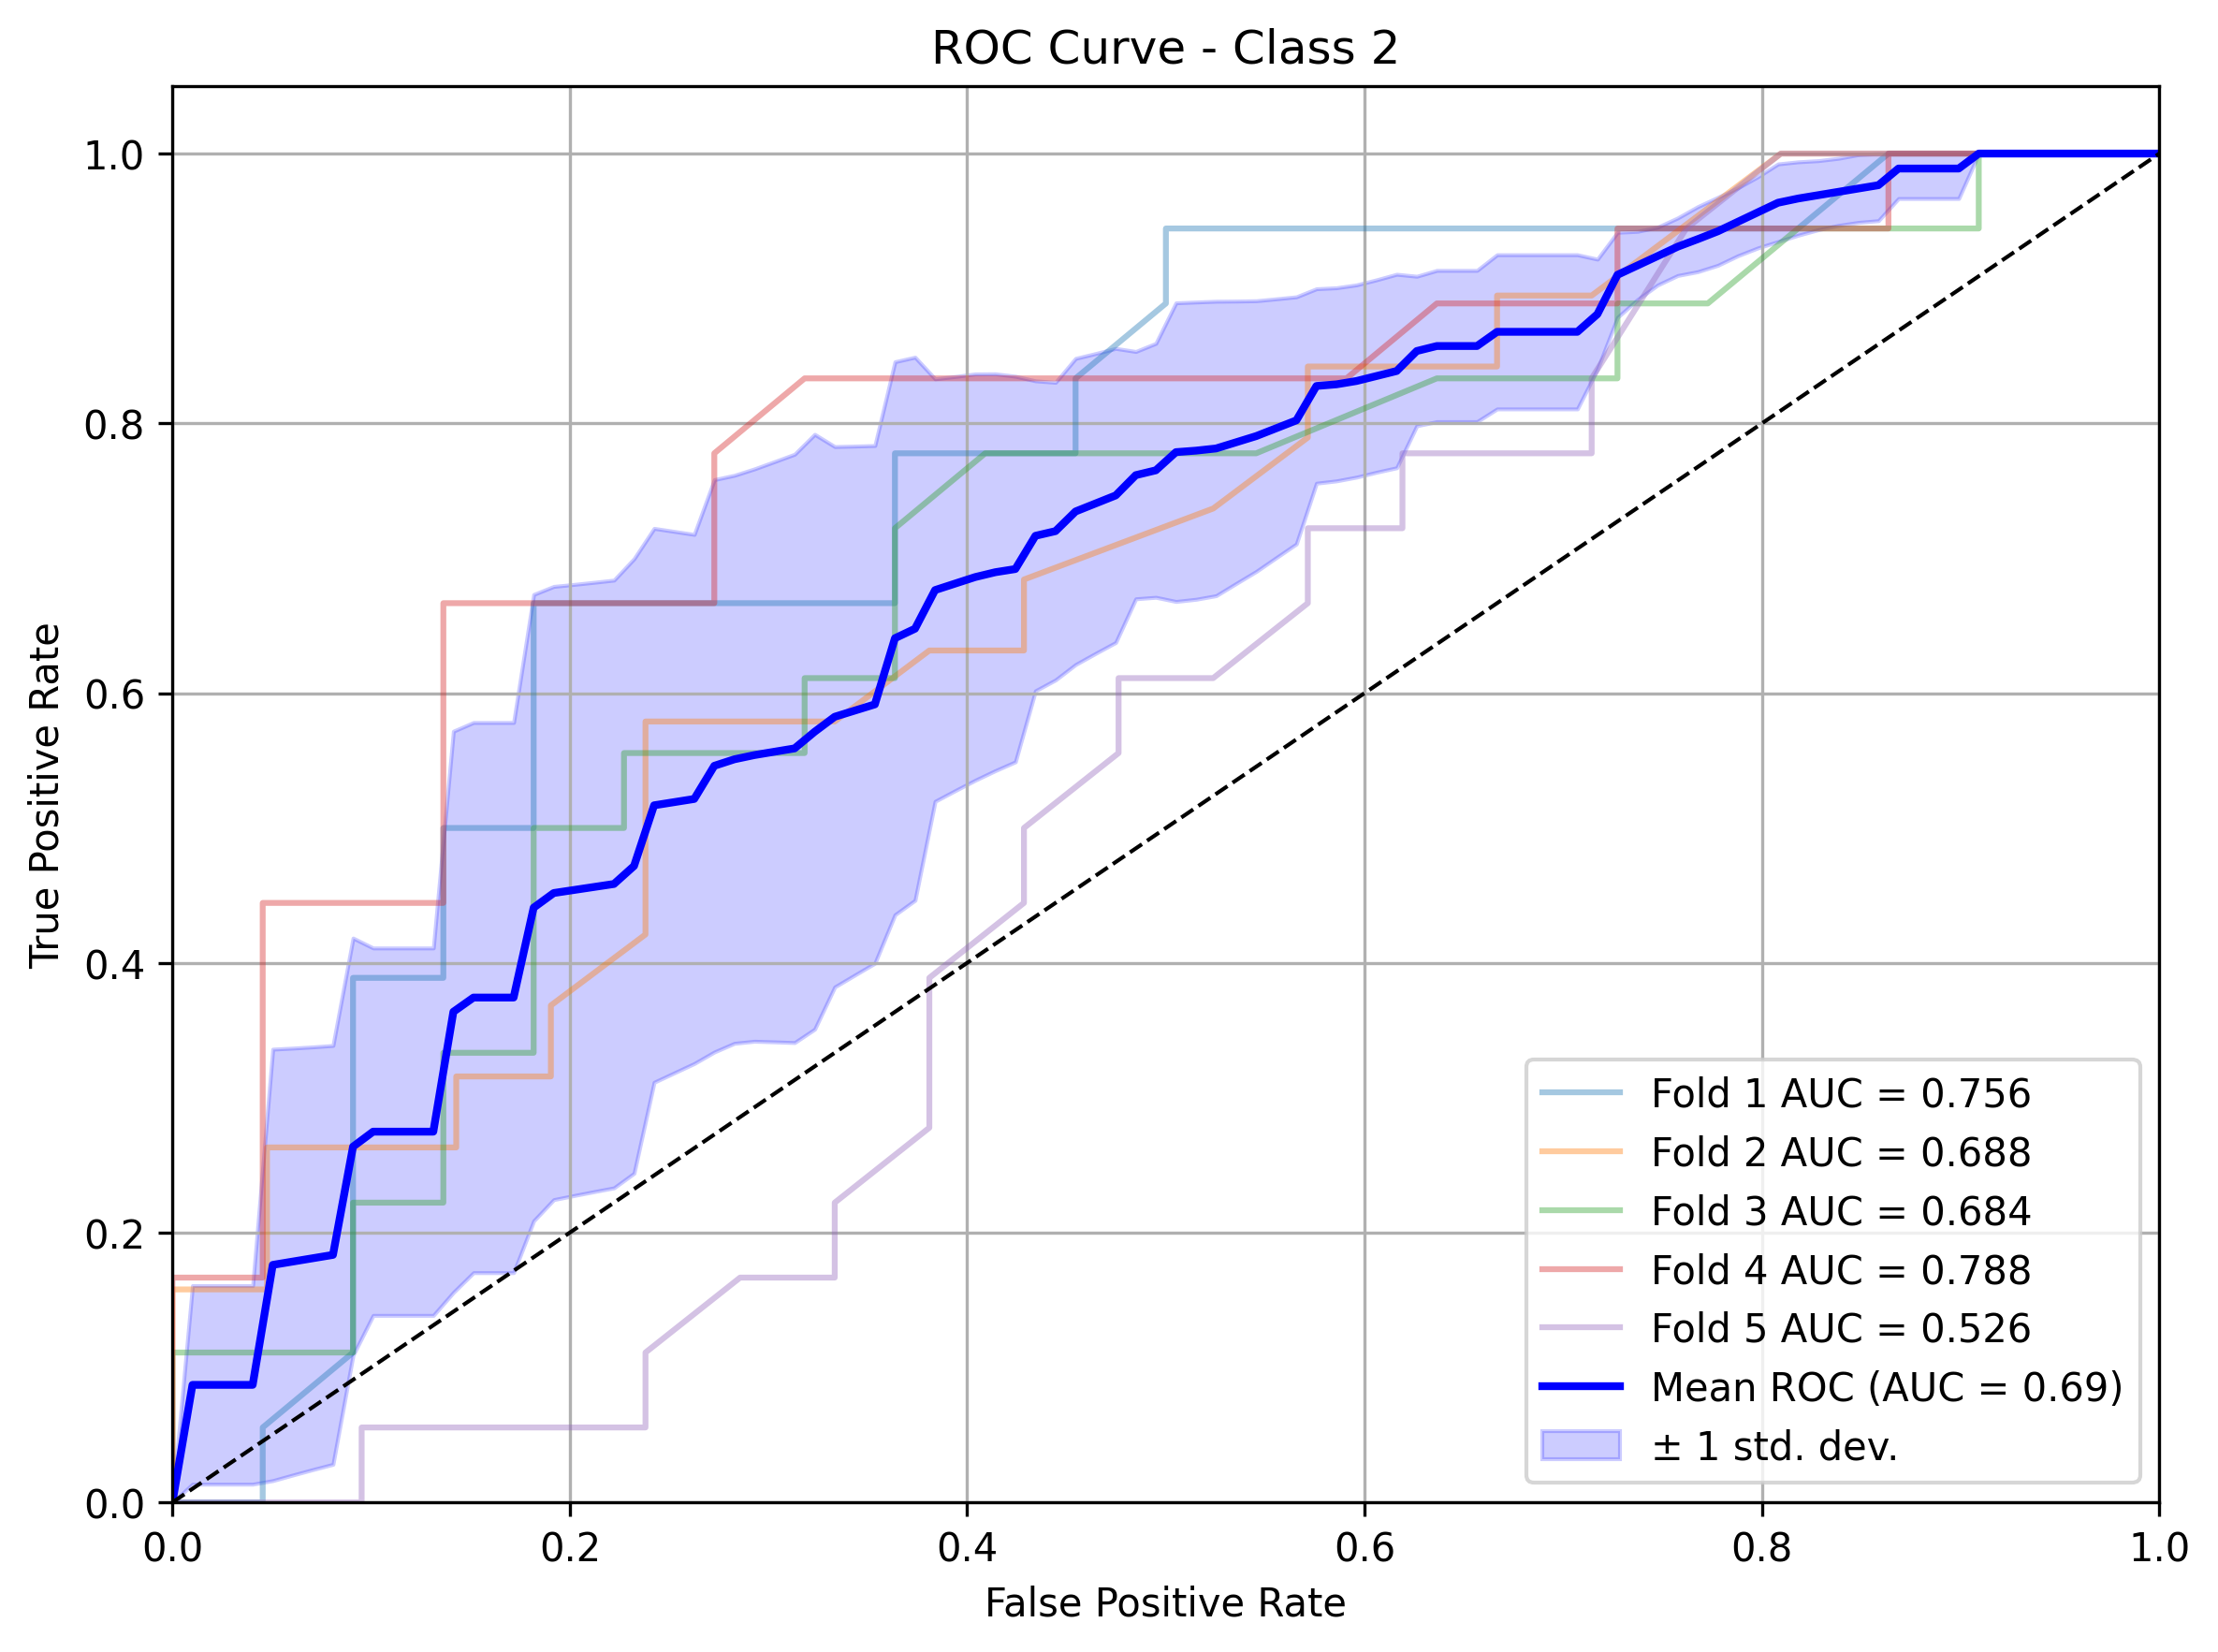 ROC Curve - Class 2
True Positive Rate
1.0
0.8
0.6
0.4
0.2
0.0
0.0 0.2 0.4 0.6 0.8 1.0
False Positive Rate
Fold 1 AUC = 0.756
Fold 2 AUC = 0.688
Fold 3 AUC = 0.684
Fold 4 AUC = 0.788
Fold 5 AUC = 0.526
Mean ROC (AUC = 0.69)
± 1 std. dev.